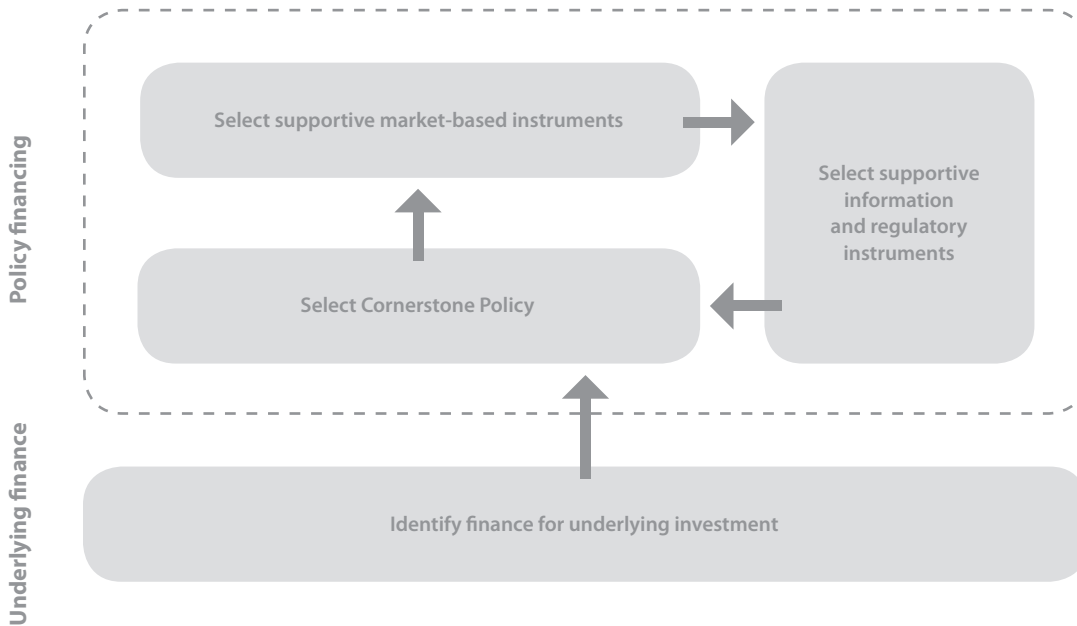 Policy financing
Select supportive market-based instruments
Select supportive
information
and regulatory
instruments
Select Cornerstone Policy
Underlying finance
Identify finance for underlying investment